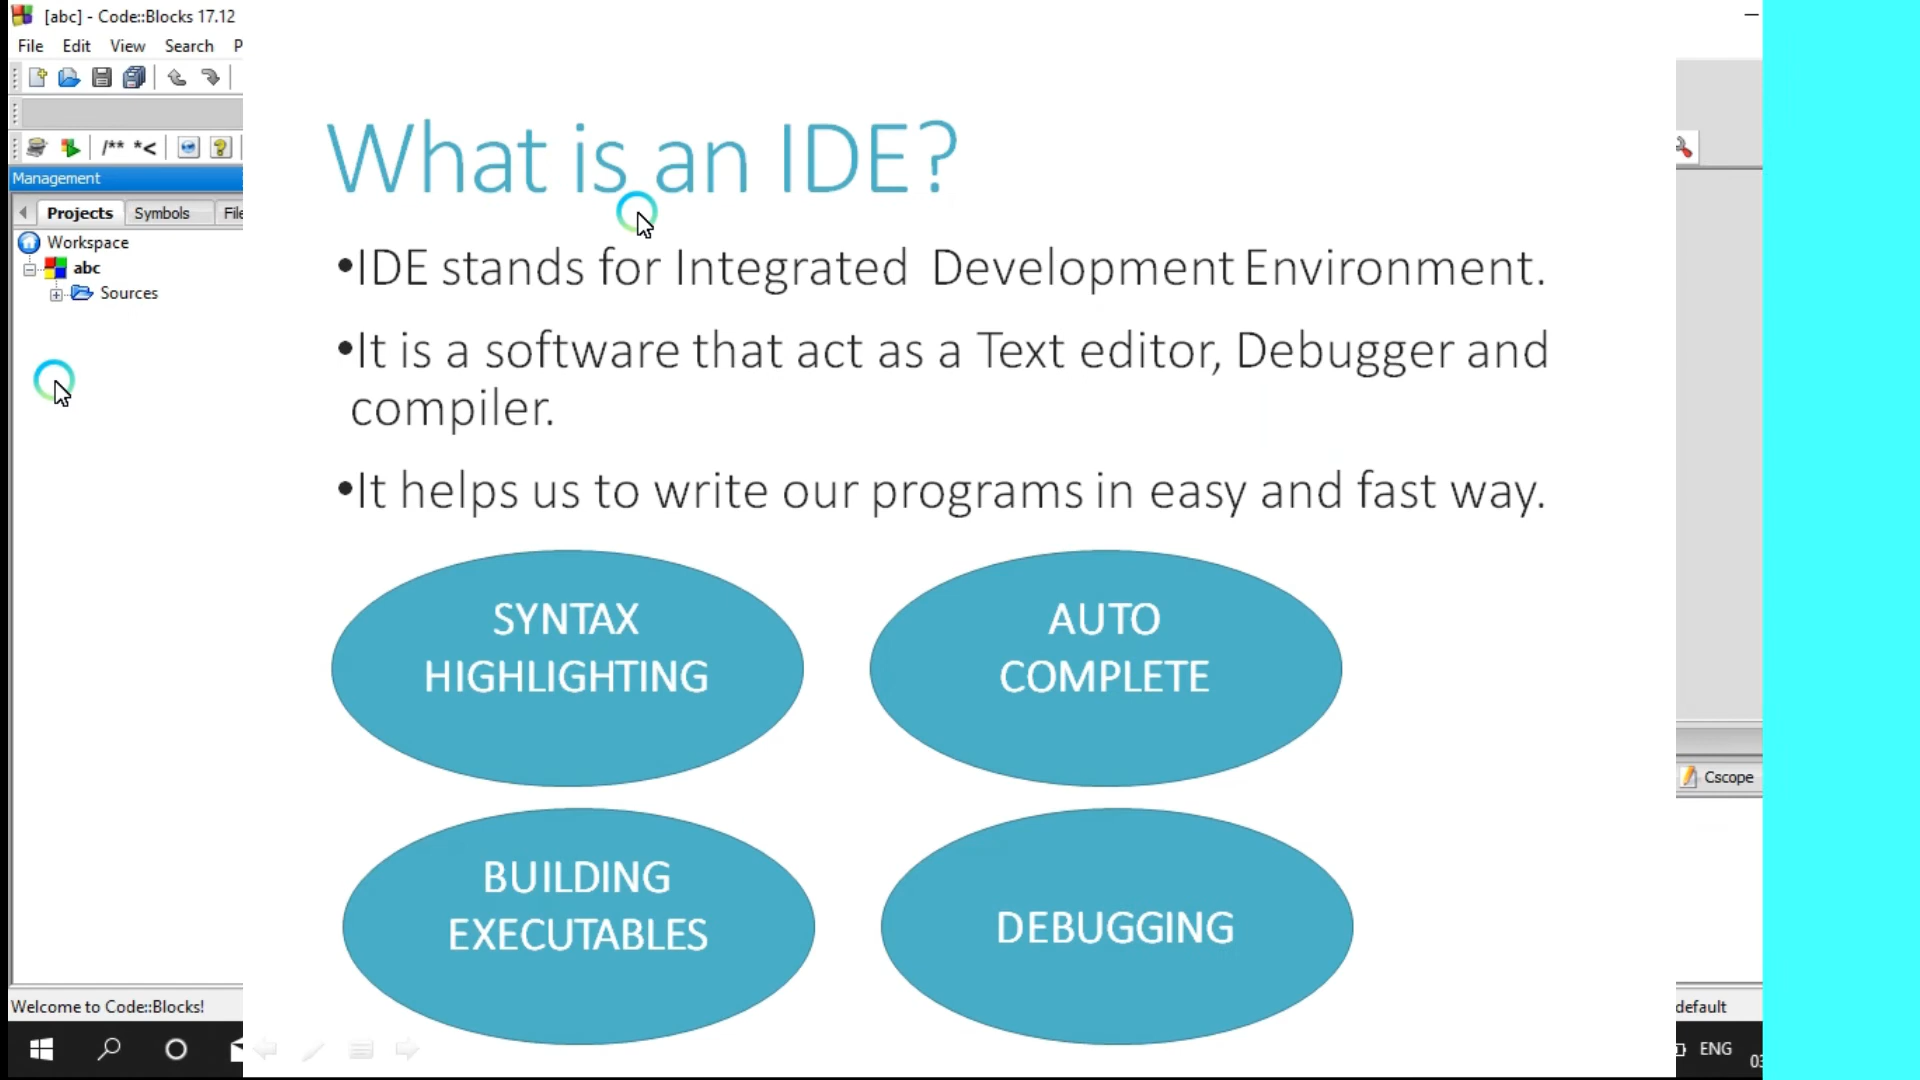 [abc] - Code::Blocks 17.12
File Edit View Search P
/** *<
Management
Projects Symbols File
Workspace
abc
Sources
What is an IDE?
•IDE stands for Integrated Development Environment.
•It is a software that act as a Text editor, Debugger and
compiler.
•It helps us to write our programs in easy and fast way.
SYNTAX
HIGHLIGHTING
AUTO
COMPLETE
BUILDING
EXECUTABLES
DEBUGGING
Cscope
Welcome to Code::Blocks!
default
ENG
03